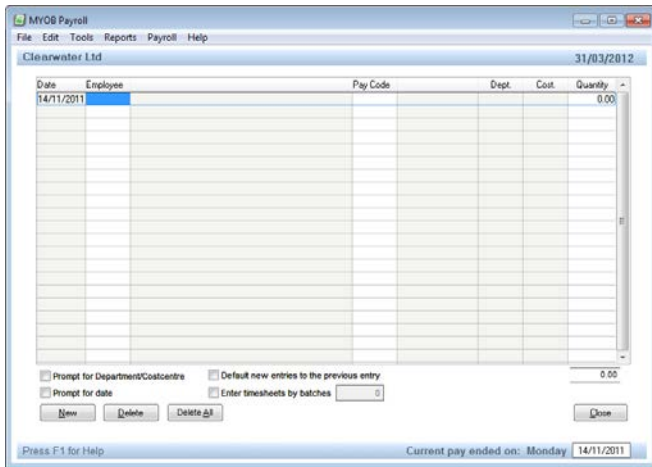 MYOB Payroll
File Edit Tools Reports Payroll Help
Clearwater Ltd 31/03/2012
Date Employee Pay Code Dept. Cost. Quantity
14/11/2011 0.00
Prompt for Department/Costcentre Default new entries to the previous entry 0.00
Prompt for date Enter timesheets by batches 0
New Delete Delete All Close
Press F1 for Help Current pay ended on: Monday 14/11/2011